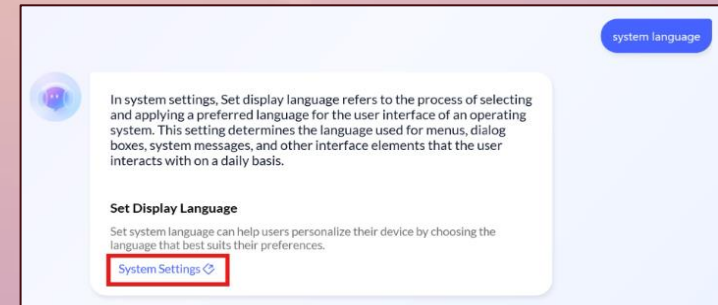 system language
In system settings, Set display language refers to the process of selecting
and applying a preferred language for the user interface of an operating
system. This setting determines the language used for menus, dialog
boxes, system messages, and other interface elements that the user
interacts with on a daily basis.
Set Display Language
Set system language can help users personalize their device by choosing the
language that best suits their preferences.
System Settings